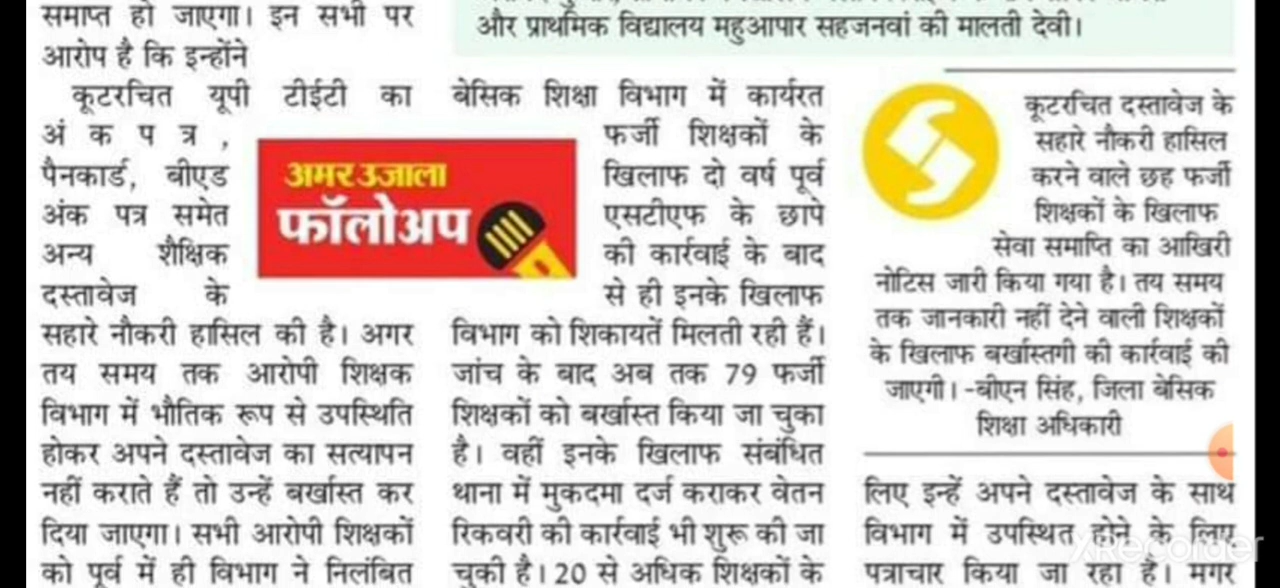 समाप्त हो जाएगा। इन सभी पर
आरोप है कि इन्होंने
कूटरचित यूपी टीईटी का
अं क प त्र ,
पैनकार्ड, बीएड
अंक पत्र समेत
अन्य शैक्षिक
दस्तावेज के
सहारे नौकरी हासिल की है। अगर
तय समय तक आरोपी शिक्षक
विभाग में भौतिक रूप से उपस्थिति
होकर अपने दस्तावेज का सत्यापन
नहीं कराते हैं तो उन्हें बर्खास्त कर
दिया जाएगा। सभी आरोपी शिक्षकों
को पूर्व में ही विभाग ने निलंबित
अमर उजाला
फॉलोअप
और प्राथमिक विद्यालय महुआपार सहजनवां की मालती देवी।
बेसिक शिक्षा विभाग में कार्यरत
फर्जी शिक्षकों के
खिलाफ दो वर्ष पूर्व
एसटीएफ के छापे
की कार्रवाई के बाद
से ही इनके खिलाफ
विभाग को शिकायतें मिलती रही हैं।
जांच के बाद अब तक 79 फर्जी
शिक्षकों को बर्खास्त किया जा चुका
है। वहीं इनके खिलाफ संबंधित
थाना में मुकदमा दर्ज कराकर वेतन
रिकवरी की कार्रवाई भी शुरू की जा
चुकी है। 20 से अधिक शिक्षकों के
कूटरचित दस्तावेज के
सहारे नौकरी हासिल
करने वाले छह फर्जी
शिक्षकों के खिलाफ
सेवा समाप्ति का आखिरी
नोटिस जारी किया गया है। तय समय
तक जानकारी नहीं देने वाली शिक्षकों
के खिलाफ बर्खास्तगी की कार्रवाई की
जाएगी। -बीएन सिंह, जिला बेसिक
शिक्षा अधिकारी
लिए इन्हें अपने दस्तावेज के साथ
विभाग में उपस्थित होने के लिए
पत्राचार किया जा रहा है। मगर
XRecorder